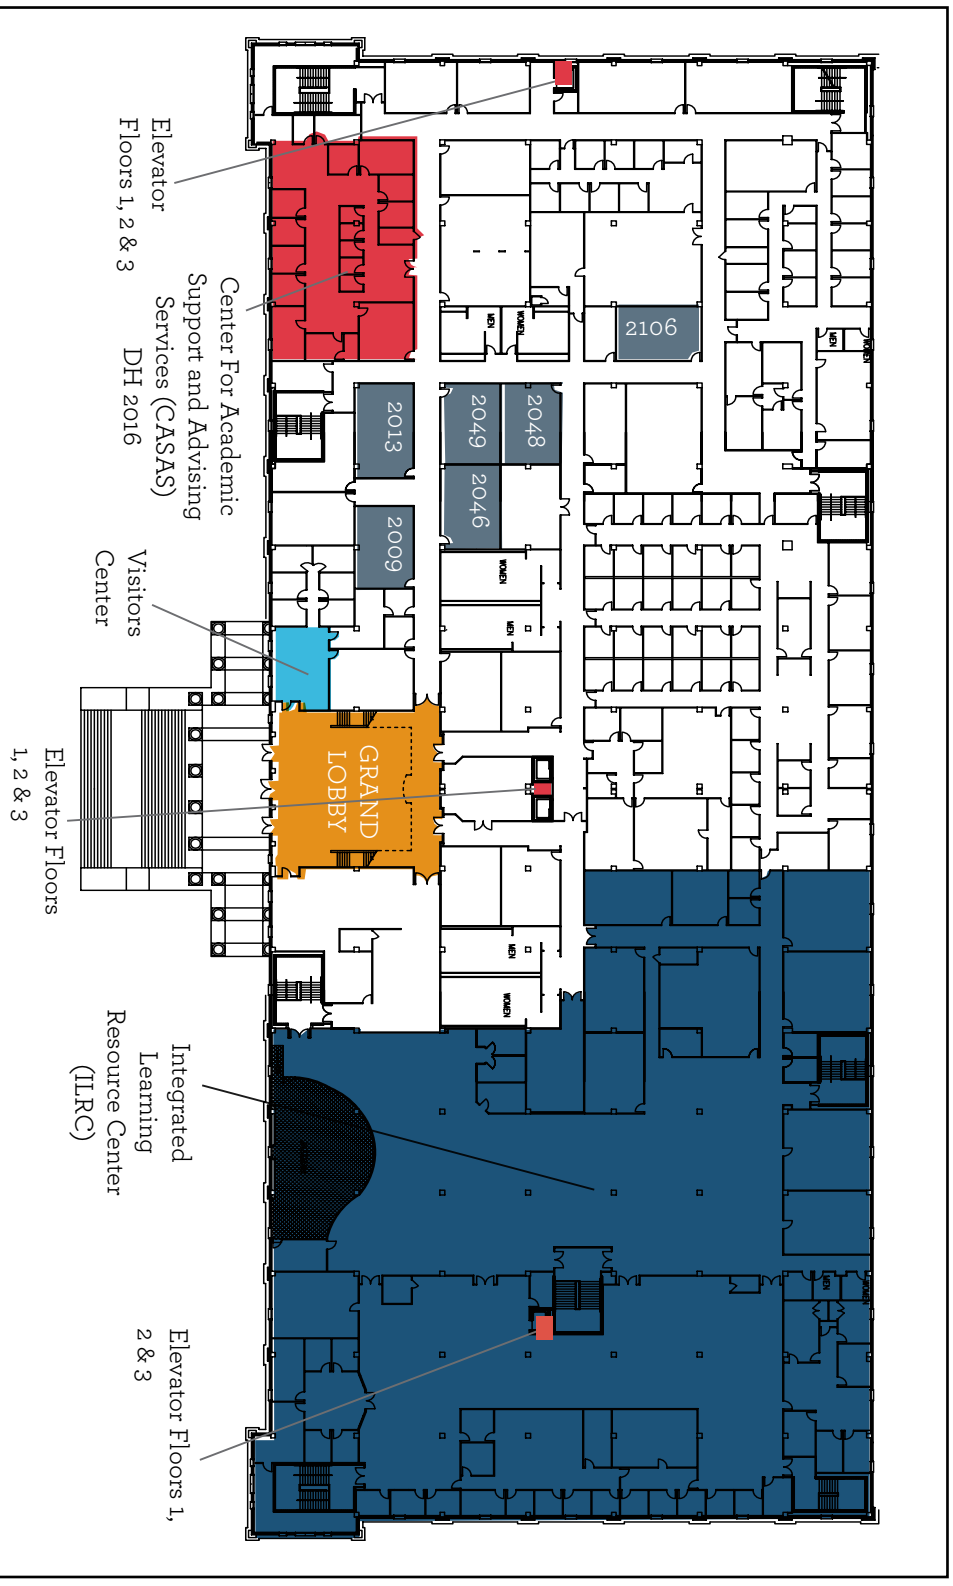 WOMEN
MEN
WOMEN
MEN
2106
WOMEN
MEN
2048
2049
2046
WOMEN
MEN
MEN
WOMEN
2013
2009
GRAND
LOBBY
Elevator
Floors 1, 2 & 3
Center For Academic
Support and Advising
Services (CASAS)
DH 2016
Visitors
Center
Elevator Floors
1, 2 & 3
Integrated
Learning
Resource Center
(ILRC)
Elevator Floors 1,
2 & 3